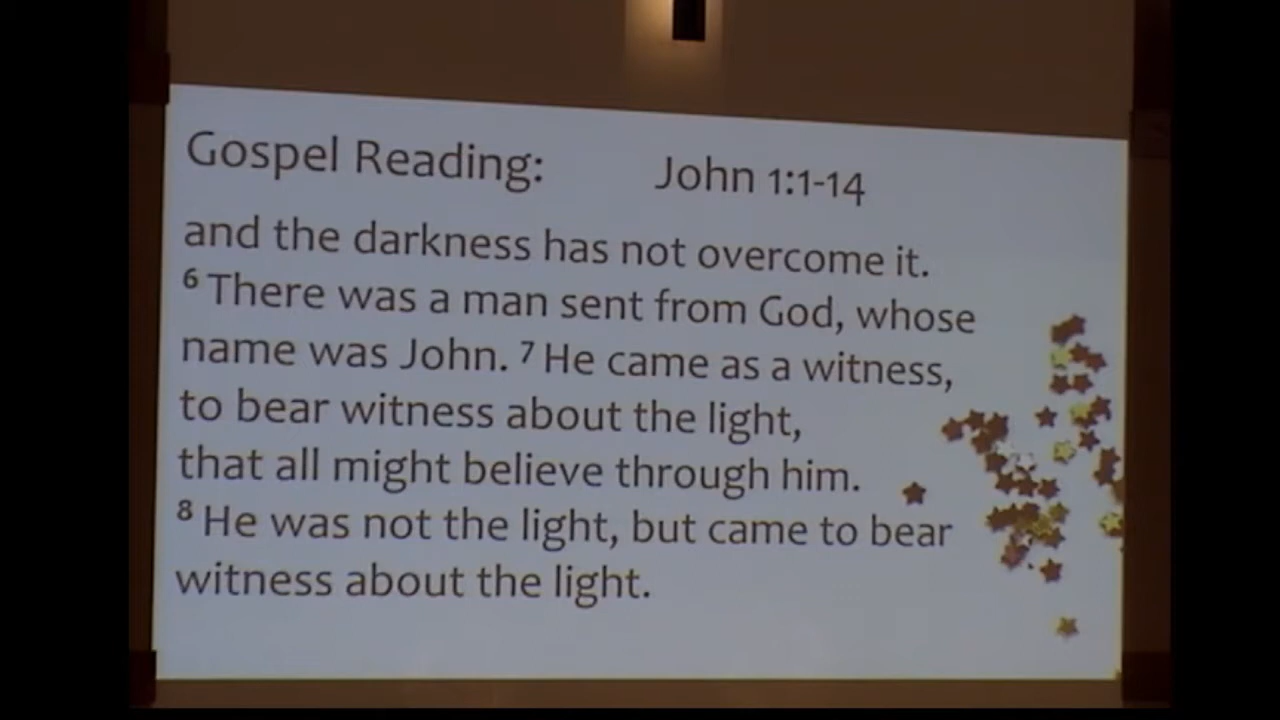 Gospel Reading: John 1:1-14
and the darkness has not overcome it.
6 There was a man sent from God, whose
name was John. 7 He came as a witness,
to bear witness about the light,
that all might believe through him.
8 He was not the light, but came to bear
witness about the light.